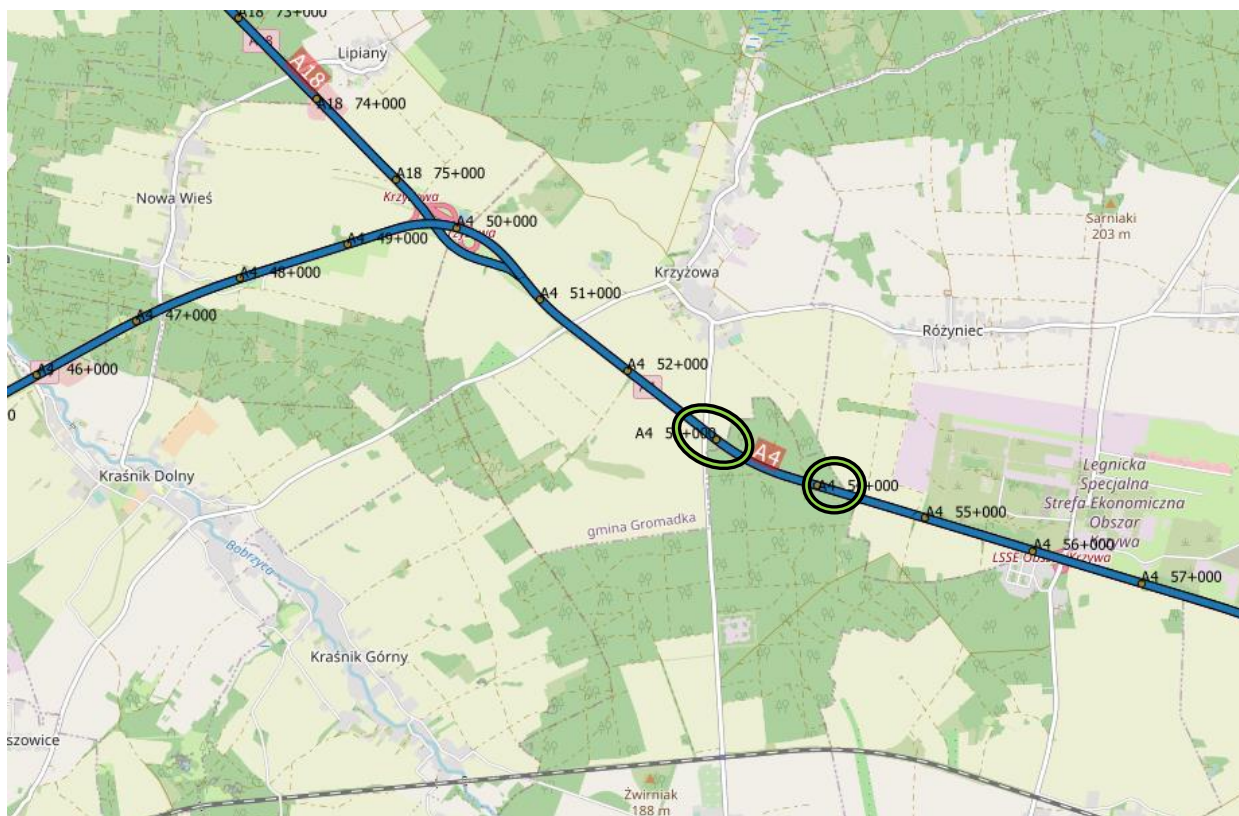 A18 73+000
A18
Lipiany
A18
A18 74+000
A18 75+000
Krzyżowa
Nowa Wieś
A4 50+000
A4 49+000
Sarniaki
203 m
A4 48+000
Krzyżowa
A4 51+000
A4 47+000
Różyniec
A4 52+000
A4 46+000
A4
A4
Legnicka
Specjalna
Strefa Ekonomiczna
Obszar
Krzywa
Kraśnik Dolny
A4 55+000
gmina Gromadka
A4 56+000
LSSE Obszar Krzywa
Bobrzyca
A4 57+000
Kraśnik Górny
szowice
Żwirniak
188 m